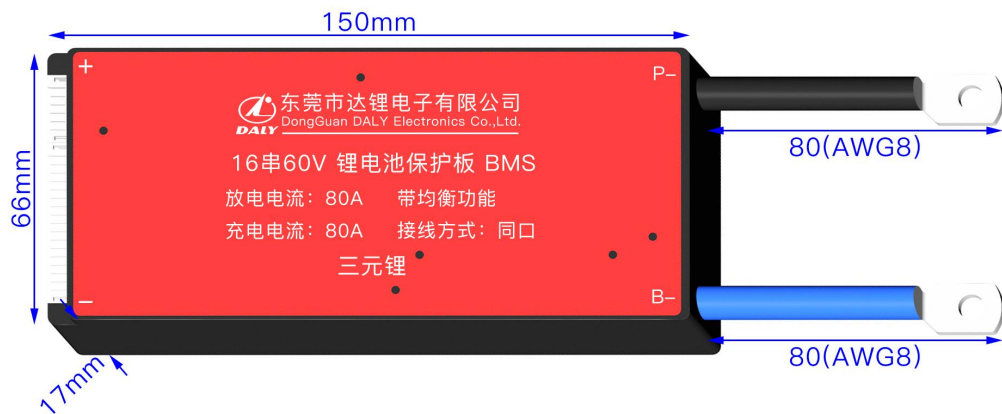 150mm
+
P-
东莞市达锂电子有限公司
DALY
DongGuan DALY Electronics Co.,Ltd.
80(AWG8)
16串60V 锂电池保护板 BMS
66mm
放电电流：80A 带均衡功能
充电电流：80A 接线方式：同口
三元锂
-
B-
80(AWG8)
17mm